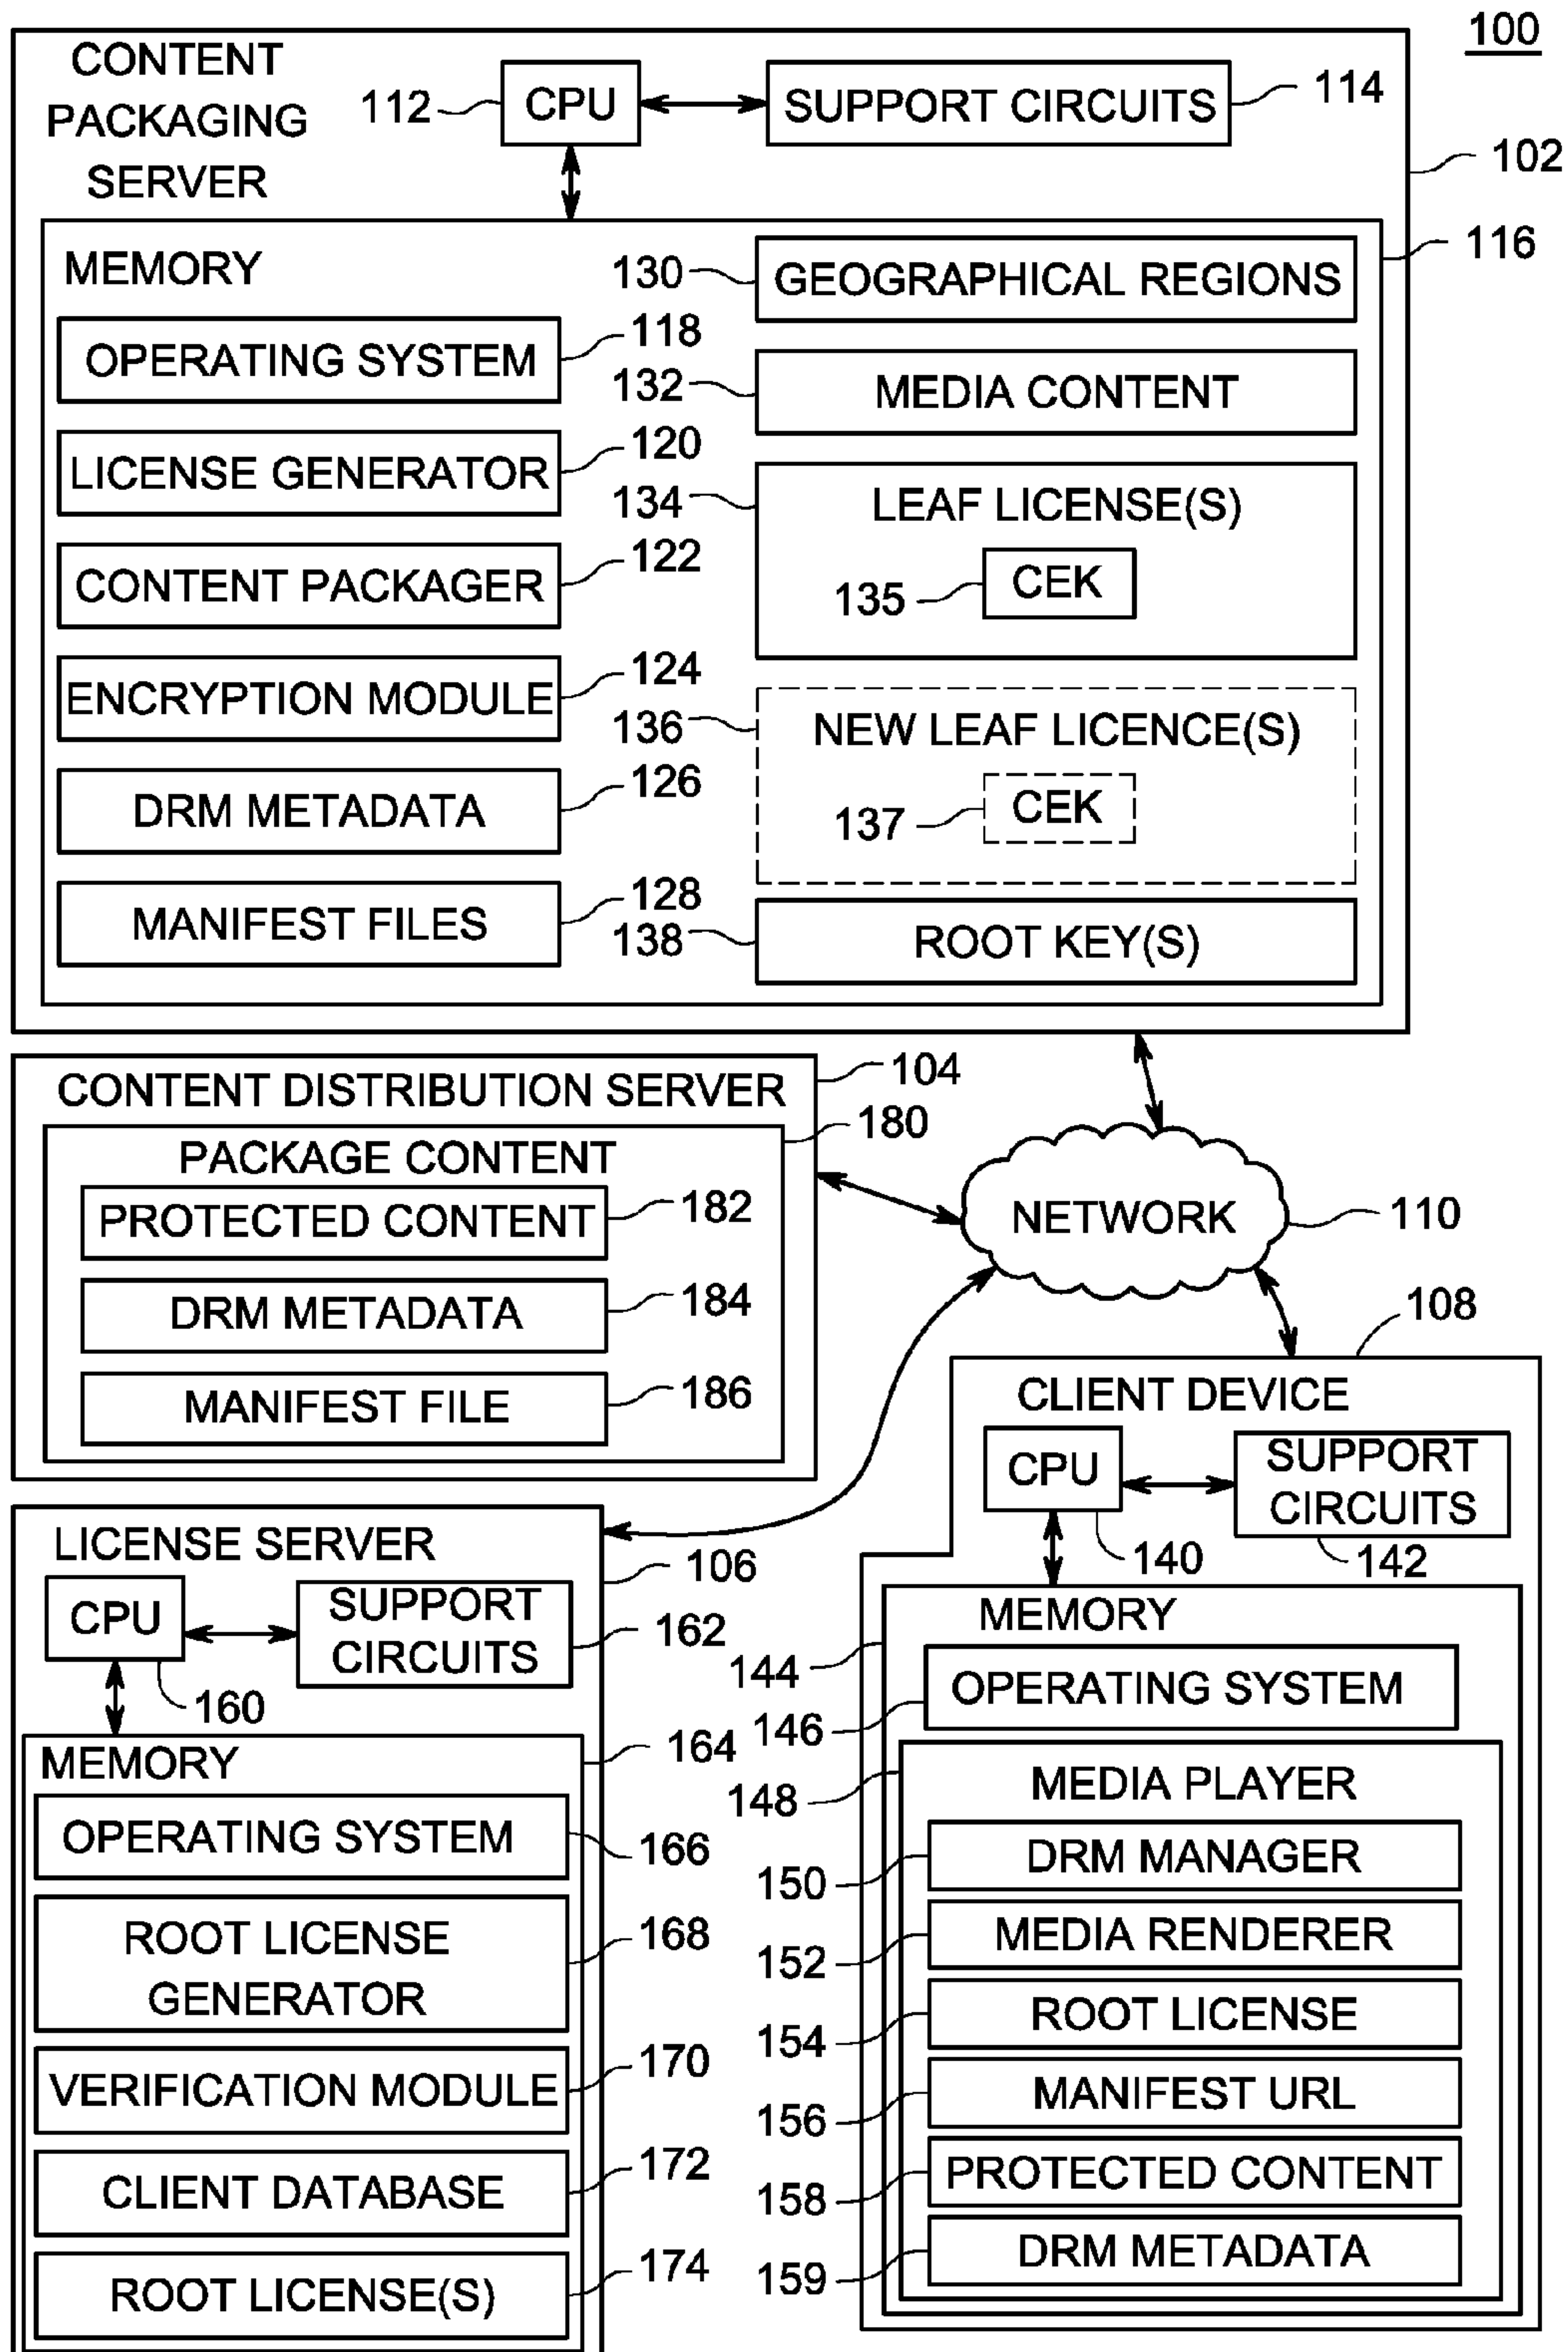 100
CONTENT
PACKAGING
SERVER
112
CPU
SUPPORT CIRCUITS
114
102
MEMORY
116
OPERATING SYSTEM
118
LICENSE GENERATOR
120
CONTENT PACKAGER
122
ENCRYPTION MODULE
124
DRM METADATA
126
MANIFEST FILES
128
130
GEOGRAPHICAL REGIONS
132
MEDIA CONTENT
134
LEAF LICENSE(S)
135
CEK
136
NEW LEAF LICENCE(S)
137
CEK
138
ROOT KEY(S)
CONTENT DISTRIBUTION SERVER
104
PACKAGE CONTENT
180
PROTECTED CONTENT
182
DRM METADATA
184
MANIFEST FILE
186
NETWORK
110
LICENSE SERVER
106
CPU
160
SUPPORT
CIRCUITS
162
MEMORY
164
OPERATING SYSTEM
166
ROOT LICENSE
GENERATOR
168
VERIFICATION MODULE
170
CLIENT DATABASE
172
ROOT LICENSE(S)
174
108
CLIENT DEVICE
CPU
140
SUPPORT
CIRCUITS
142
MEMORY
144
OPERATING SYSTEM
146
MEDIA PLAYER
148
DRM MANAGER
150
MEDIA RENDERER
152
ROOT LICENSE
154
MANIFEST URL
156
PROTECTED CONTENT
158
DRM METADATA
159